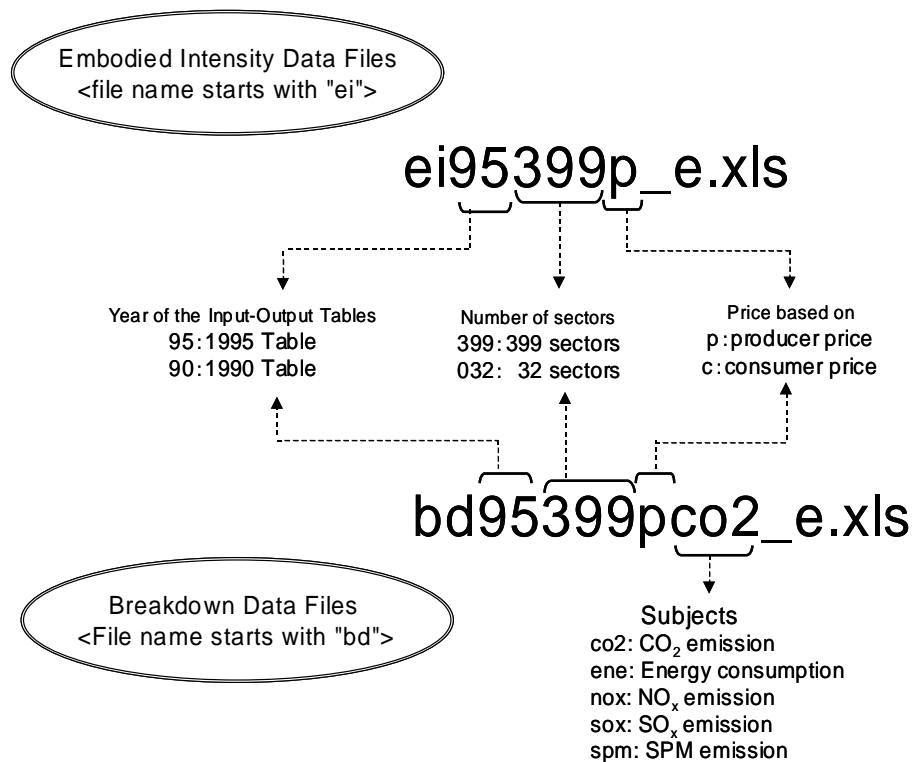 Embodied Intensity Data Files
<file name starts with "ei">
ei95399p_e.xls
Year of the Input-Output Tables
95:1995 Table
90:1990 Table
Number of sectors
399:399 sectors
032: 32 sectors
Price based on
p:producer price
c:consumer price
bd95399pco2_e.xls
Breakdown Data Files
<File name starts with "bd">
Subjects
co2: CO₂ emission
ene: Energy consumption
nox: NOₓ emission
sox: SOₓ emission
spm: SPM emission